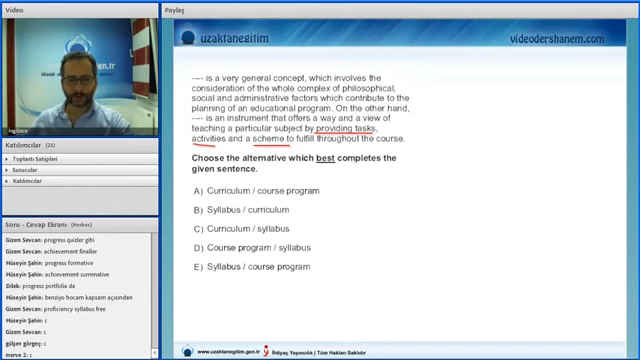 Video
Paylaş
uzaktanegitim
videodershanem.com
İngilizce
Katılımcılar (21)
Toplantı Sahipleri
Sunucular
Katılımcılar
---- is a very general concept, which involves the
consideration of the whole complex of philosophical,
social and administrative factors which contribute to the
planning of an educational program. On the other hand,
---- is an instrument that offers a way and a view of
teaching a particular subject by providing tasks,
activities and a scheme to fulfill throughout the course.
Choose the alternative which best completes the
given sentence.
A) Curriculum / course program
B) Syllabus / curriculum
C) Curriculum / syllabus
D) Course program / syllabus
E) Syllabus / course program
Soru - Cevap Ekranı (Herkes)
Gizem Sevcan: progress quizler gibi
Gizem Sevcan: achievement finaller
Hüseyin Şahin: progress formative
Hüseyin Şahin: achievement summative
Dilek: progress portfolia da
Hüseyin Şahin: benziyo hocam kapsam açısından
Gizem Sevcan: proficiency syllabus free
Hüseyin Şahin: c
Gizem Sevcan: c
gülşen görgeç: c
merve 2: c
www.uzaktanegitim.gen.tr
İhtiyaç Yayıncılık | Tüm Hakları Saklıdır